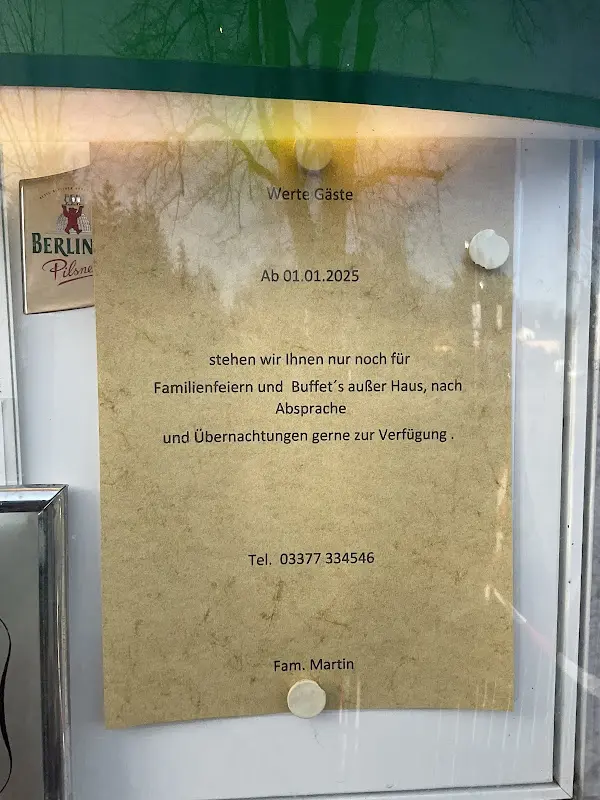 Werte Gäste
BERLIN
Pilsne
Ab 01.01.2025
stehen wir Ihnen nur noch für
Familienfeiern und Buffet´s außer Haus, nach
Absprache
und Übernachtungen gerne zur Verfügung .
Tel. 03377 334546
Fam. Martin